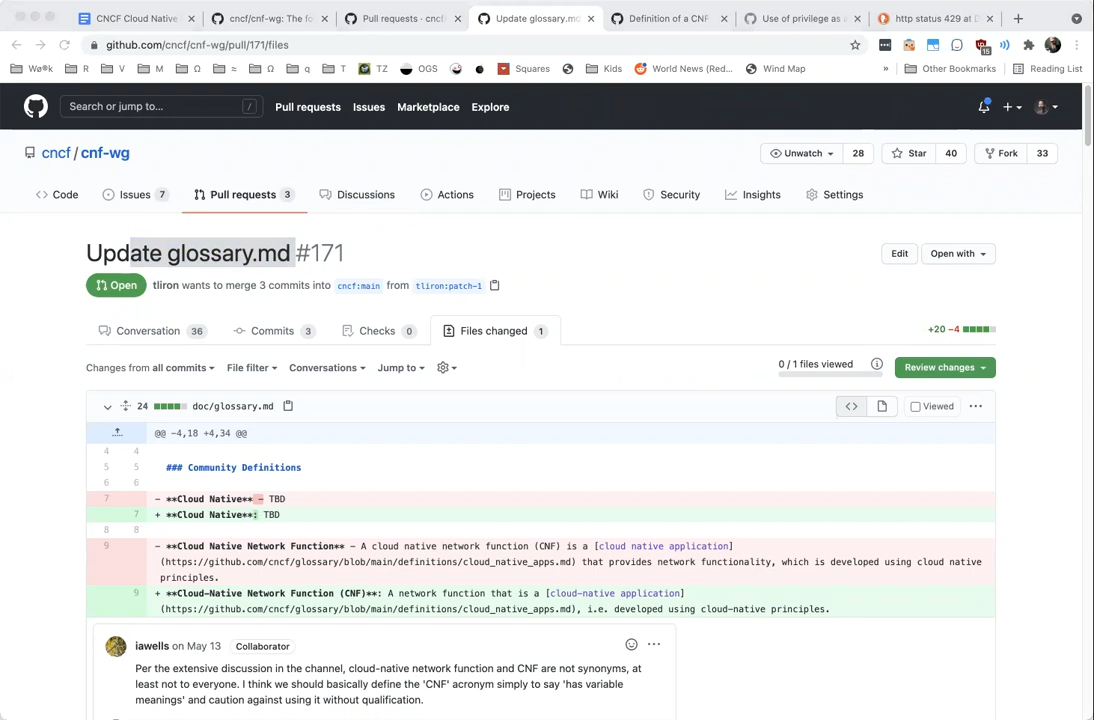 CNCF Cloud Native
cncf/cnf-wg: The fo
Pull requests · cncf
Update glossary.md
Definition of a CNF
Use of privilege as a
http status 429 at D
github.com/cncf/cnf-wg/pull/171/files
15
Wø®k
R
V
M
Ω
≈
Ω
q
T
TZ
OGS
Squares
Kids
World News (Red...
Wind Map
»
Other Bookmarks
Reading List
Search or jump to...
/
Pull requests
Issues
Marketplace
Explore
cncf / cnf-wg
Unwatch
28
Star
40
Fork
33
Code
Issues 7
Pull requests 3
Discussions
Actions
Projects
Wiki
Security
Insights
Settings
Update glossary.md #171
Edit
Open with
Open
tliron wants to merge 3 commits into cncf:main from tliron:patch-1
Conversation 36
Commits 3
Checks 0
Files changed 1
+20 −4
Changes from all commits
File filter
Conversations
Jump to
0 / 1 files viewed
Review changes
24
doc/glossary.md
Viewed
@@ -4,18 +4,34 @@
4 4
5 5 ### Community Definitions
6 6
7 - **Cloud Native** - TBD
7 + **Cloud Native**: TBD
8 8
9 - **Cloud Native Network Function** - A cloud native network function (CNF) is a [cloud native application]
(https://github.com/cncf/glossary/blob/main/definitions/cloud_native_apps.md) that provides network functionality, which is developed using cloud native
principles.
9 + **Cloud-Native Network Function (CNF)**: A network function that is a [cloud-native application]
(https://github.com/cncf/glossary/blob/main/definitions/cloud_native_apps.md), i.e. developed using cloud-native principles.
iawells on May 13 Collaborator
Per the extensive discussion in the channel, cloud-native network function and CNF are not synonyms, at
least not to everyone. I think we should basically define the 'CNF' acronym simply to say 'has variable
meanings' and caution against using it without qualification.